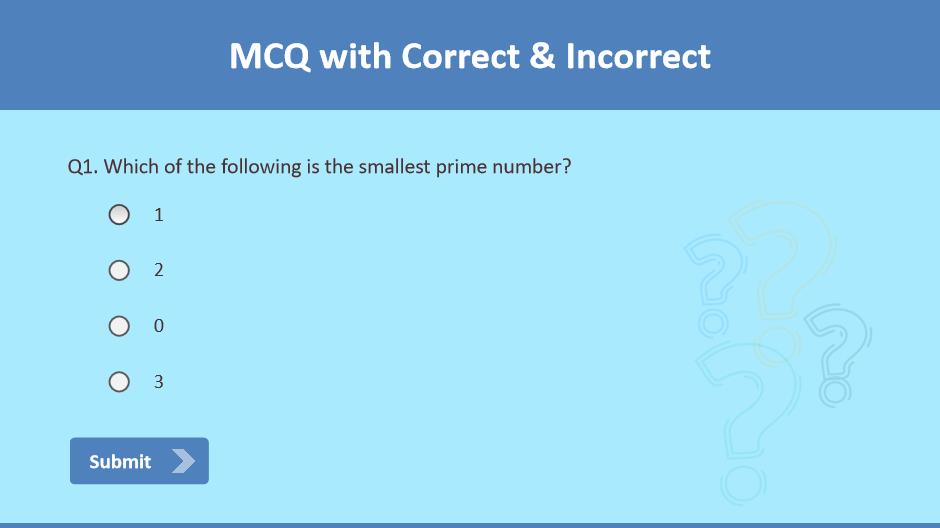 MCQ with Correct & Incorrect
Q1. Which of the following is the smallest prime number?
1
2
0
3
Submit